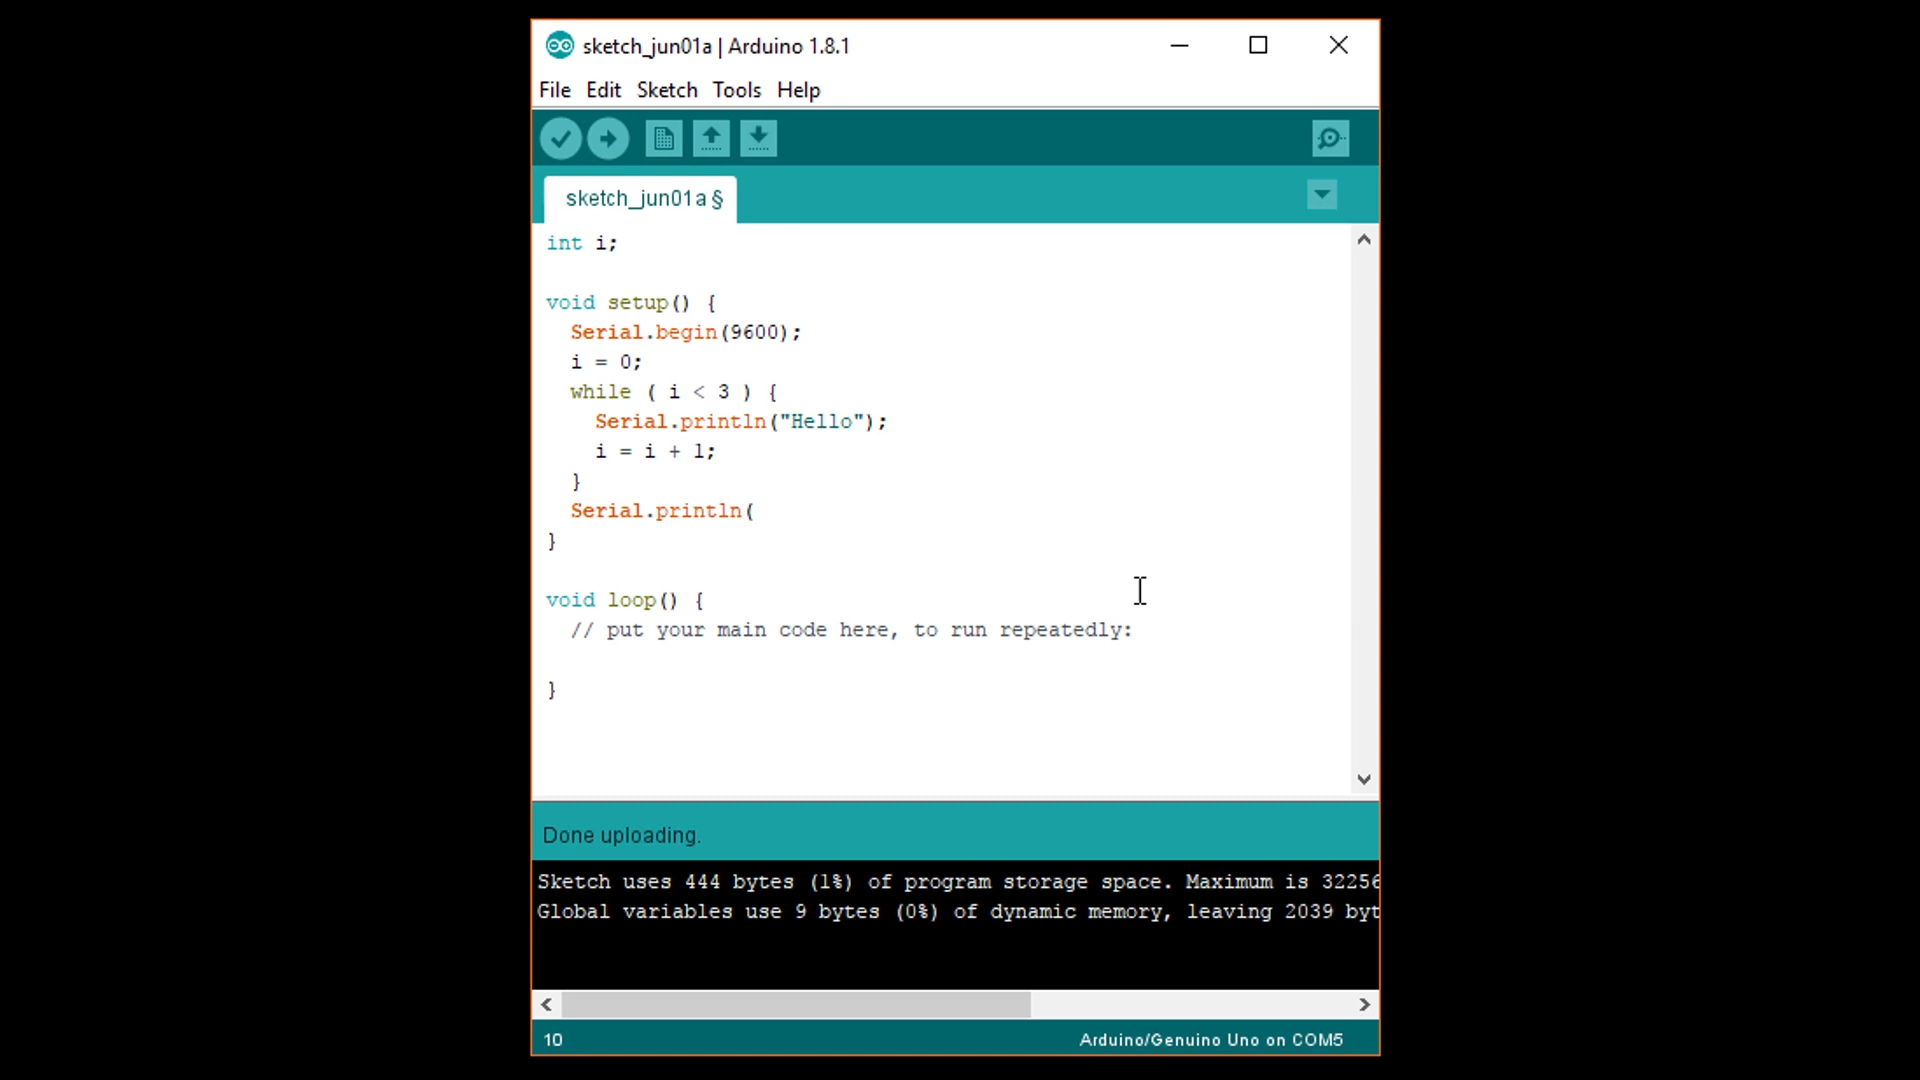 sketch_jun01a | Arduino 1.8.1
File Edit Sketch Tools Help
sketch_jun01a §
int i;
void setup() {
  Serial.begin(9600);
  i = 0;
  while ( i < 3 ) {
    Serial.println("Hello");
    i = i + 1;
  }
  Serial.println(
}
void loop() {
  // put your main code here, to run repeatedly:
}
Done uploading.
Sketch uses 444 bytes (1%) of program storage space. Maximum is 32256
Global variables use 9 bytes (0%) of dynamic memory, leaving 2039 byt
10 Arduino/Genuino Uno on COM5